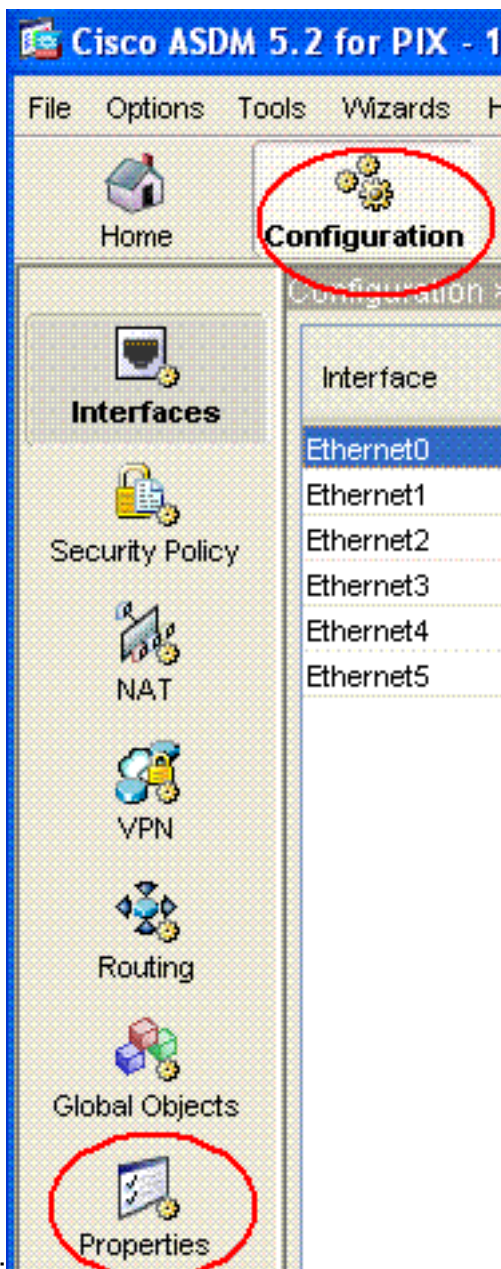 Cisco ASDM 5.2 for PIX - 1
File Options Tools Wizards H
Home Configuration
Configuration >
Interfaces
Interface
Ethernet0
Ethernet1
Ethernet2
Ethernet3
Ethernet4
Ethernet5
Security Policy
NAT
VPN
Routing
Global Objects
Properties
.